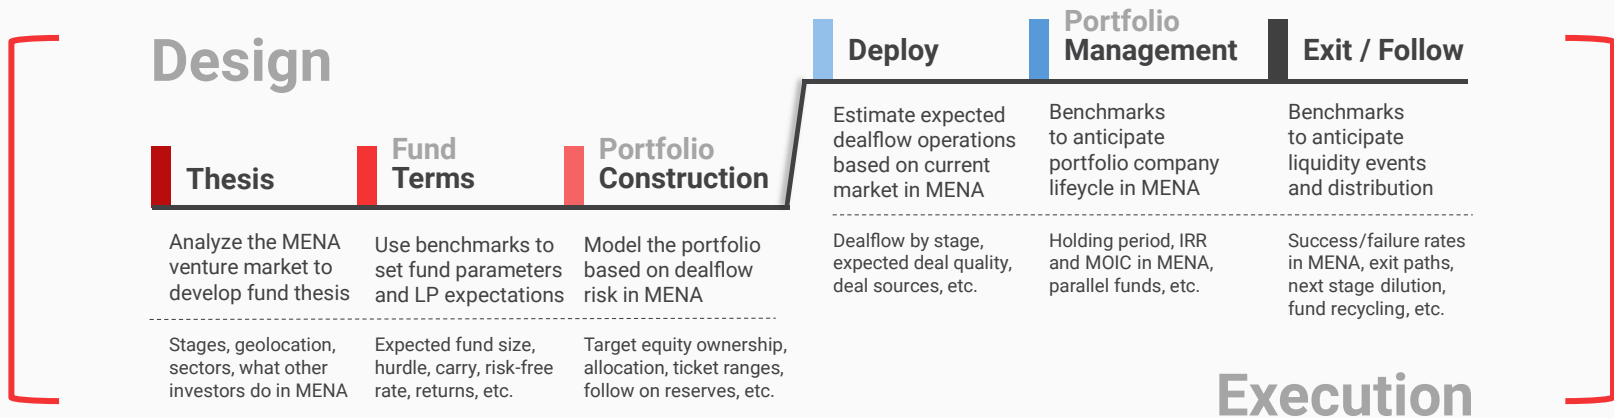 Design
Thesis
Analyze the MENA
venture market to
develop fund thesis
Stages, geolocation,
sectors, what other
investors do in MENA
Fund
Terms
Use benchmarks to
set fund parameters
and LP expectations
Expected fund size,
hurdle, carry, risk-free
rate, returns, etc.
Portfolio
Construction
Model the portfolio
based on dealflow
risk in MENA
Target equity ownership,
allocation, ticket ranges,
follow on reserves, etc.
Deploy
Estimate expected
dealflow operations
based on current
market in MENA
Dealflow by stage,
expected deal quality,
deal sources, etc.
Portfolio
Management
Benchmarks
to anticipate
portfolio company
lifeycle in MENA
Holding period, IRR
and MOIC in MENA,
parallel funds, etc.
Exit / Follow
Benchmarks
to anticipate
liquidity events
and distribution
Success/failure rates
in MENA, exit paths,
next stage dilution,
fund recycling, etc.
Execution